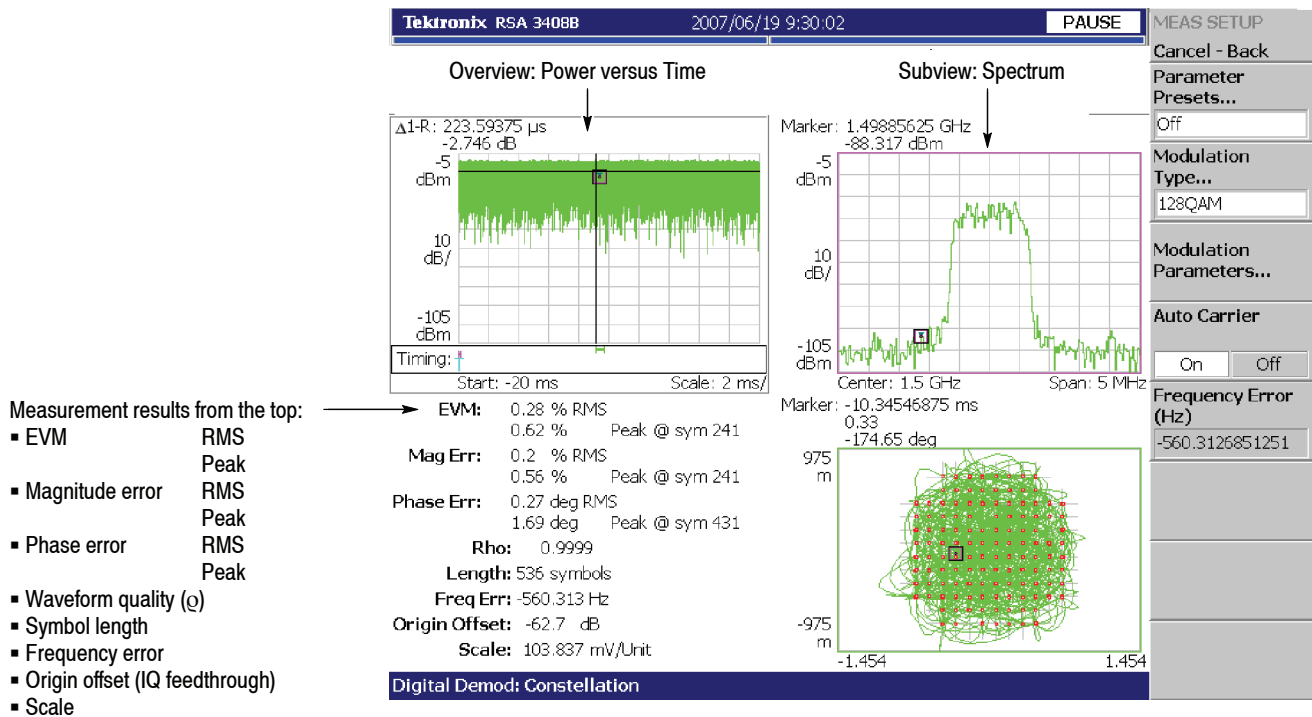 Tektronix RSA 3408B 2007/06/19 9:30:02 PAUSE
Overview: Power versus Time
Subview: Spectrum
Δ1-R: 223.59375 µs
-2.746 dB
-5
dBm
10
dB/
-105
dBm
Timing:
Start: -20 ms Scale: 2 ms/
Marker: 1.49885625 GHz
-88.317 dBm
-5
dBm
10
dB/
-105
dBm
Center: 1.5 GHz Span: 5 MHz
Measurement results from the top:
▪ EVM RMS
Peak
▪ Magnitude error RMS
Peak
▪ Phase error RMS
Peak
▪ Waveform quality (ϱ)
▪ Symbol length
▪ Frequency error
▪ Origin offset (IQ feedthrough)
▪ Scale
EVM: 0.28 % RMS
0.62 % Peak @ sym 241
Mag Err: 0.2 % RMS
0.56 % Peak @ sym 241
Phase Err: 0.27 deg RMS
1.69 deg Peak @ sym 431
Rho: 0.9999
Length: 536 symbols
Freq Err: -560.313 Hz
Origin Offset: -62.7 dB
Scale: 103.837 mV/Unit
Marker: -10.34546875 ms
0.33
-174.65 deg
975
m
-975
m
-1.454 1.454
Digital Demod: Constellation
MEAS SETUP
Cancel - Back
Parameter
Presets...
Off
Modulation
Type...
128QAM
Modulation
Parameters...
Auto Carrier
On Off
Frequency Error
(Hz)
-560.3126851251